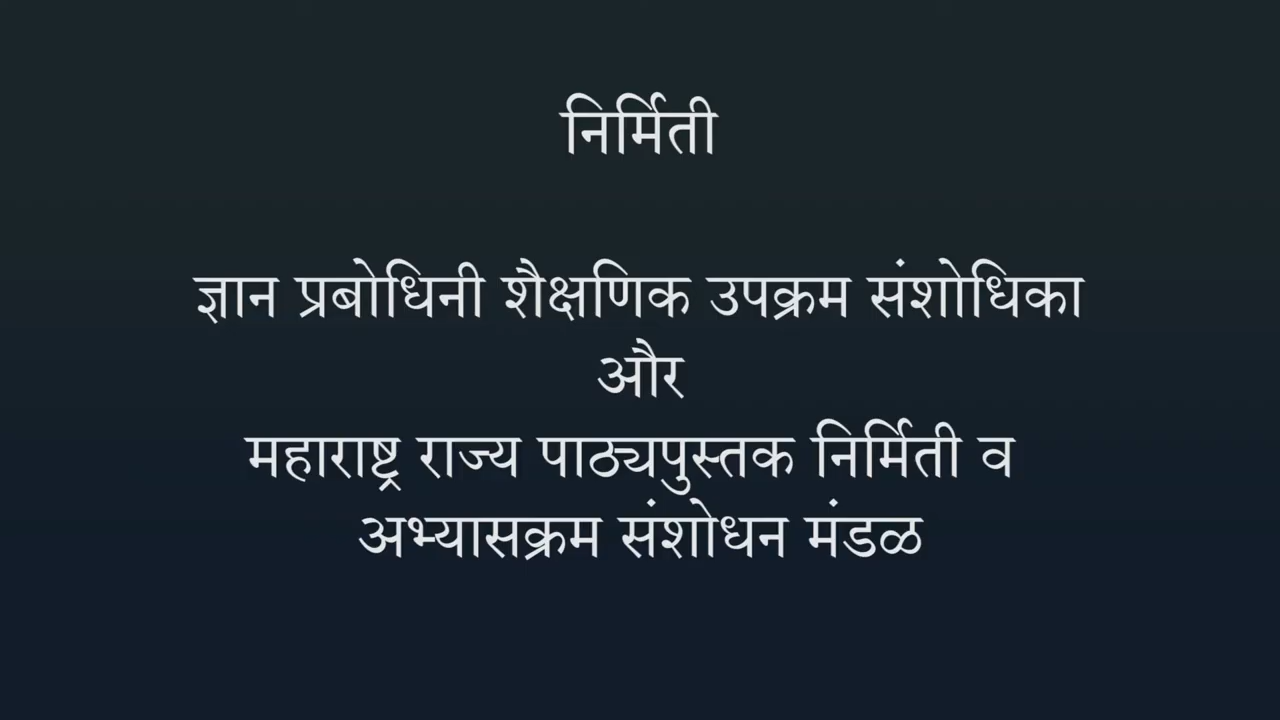 निर्मिती
ज्ञान प्रबोधिनी शैक्षणिक उपक्रम संशोधिका
और
महाराष्ट्र राज्य पाठ्यपुस्तक निर्मिती व
अभ्यासक्रम संशोधन मंडळ